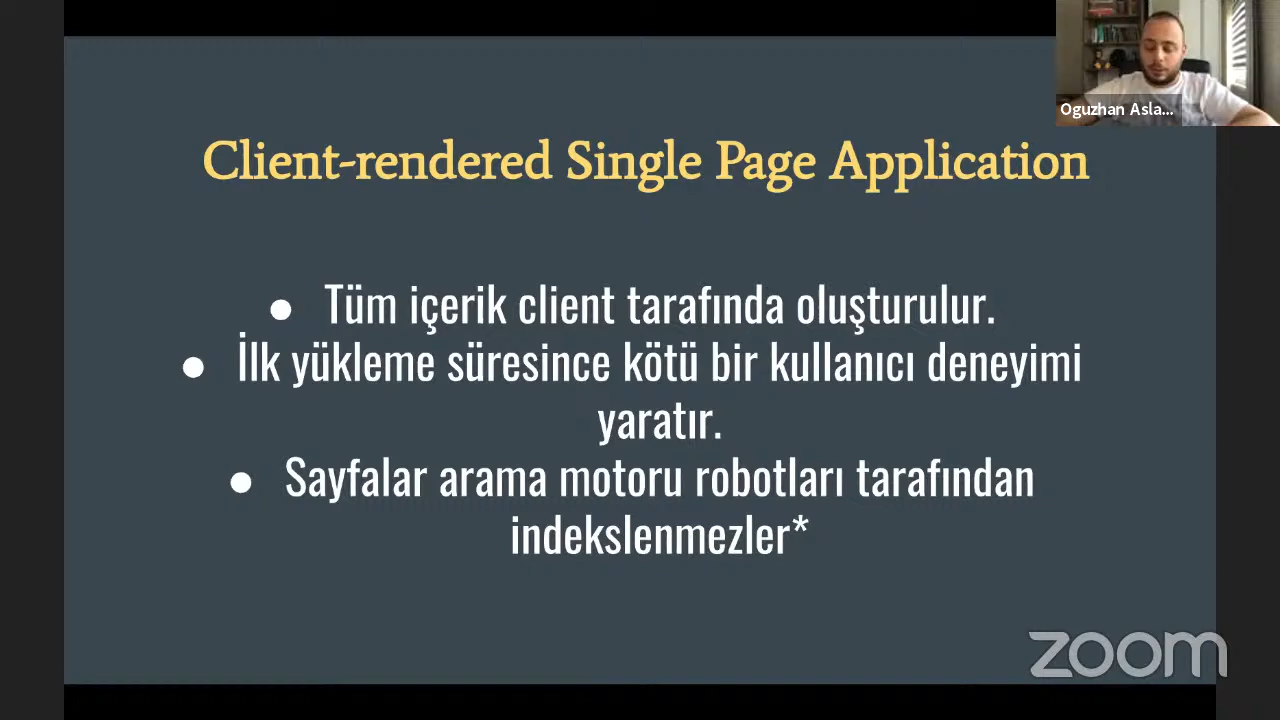 Oguzhan Asla...
Client-rendered Single Page Application
● Tüm içerik client tarafında oluşturulur.
● İlk yükleme süresince kötü bir kullanıcı deneyimi
yaratır.
● Sayfalar arama motoru robotları tarafından
indekslenmezler*
zoom